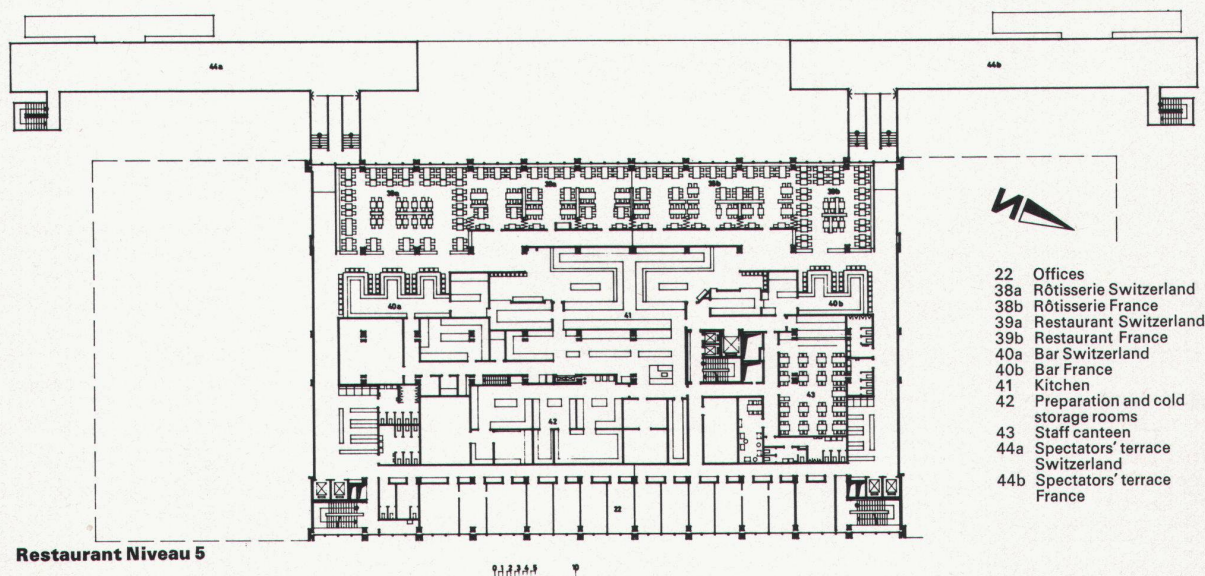 44a
44b
40a
40b
41
43
42
22
22 Offices
38a Rôtisserie Switzerland
38b Rôtisserie France
39a Restaurant Switzerland
39b Restaurant France
40a Bar Switzerland
40b Bar France
41 Kitchen
42 Preparation and cold
storage rooms
43 Staff canteen
44a Spectators' terrace
Switzerland
44b Spectators' terrace
France
Restaurant Niveau 5
0 1 2 3 4 5 10